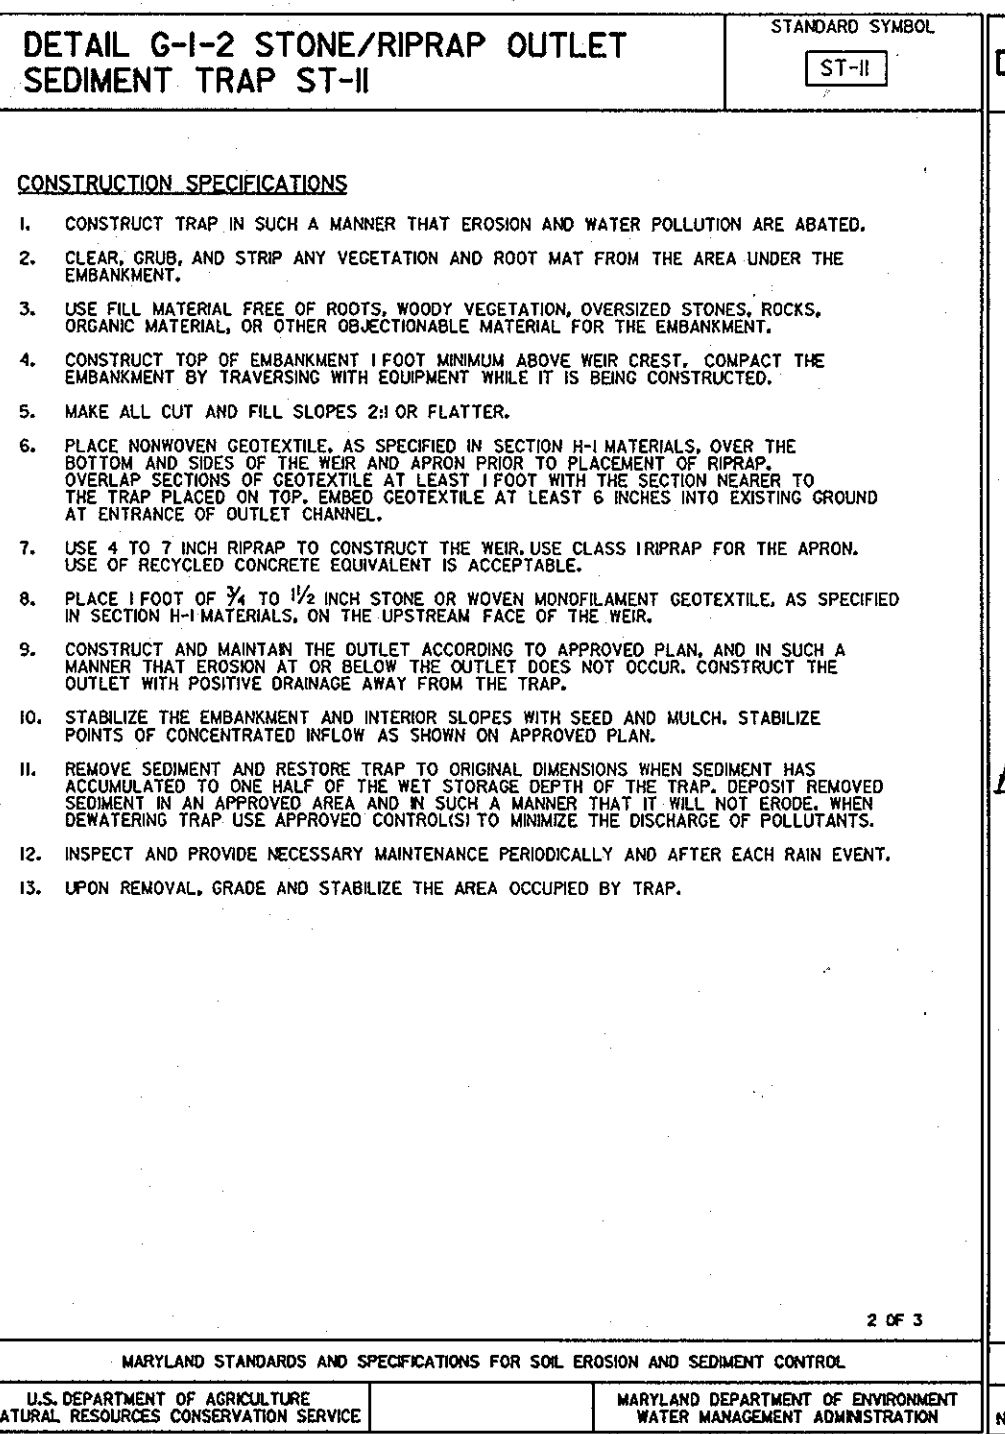 DETAIL G-1-2 STONE/RIPRAP OUTLET
SEDIMENT TRAP ST-II
STANDARD SYMBOL
ST-II
CONSTRUCTION SPECIFICATIONS
1. CONSTRUCT TRAP IN SUCH A MANNER THAT EROSION AND WATER POLLUTION ARE ABATED.
2. CLEAR, GRUB, AND STRIP ANY VEGETATION AND ROOT MAT FROM THE AREA UNDER THE
EMBANKMENT.
3. USE FILL MATERIAL FREE OF ROOTS, WOODY VEGETATION, OVERSIZED STONES, ROCKS,
ORGANIC MATERIAL, OR OTHER OBJECTIONABLE MATERIAL FOR THE EMBANKMENT.
4. CONSTRUCT TOP OF EMBANKMENT 1 FOOT MINIMUM ABOVE WEIR CREST. COMPACT THE
EMBANKMENT BY TRAVERSING WITH EQUIPMENT WHILE IT IS BEING CONSTRUCTED.
5. MAKE ALL CUT AND FILL SLOPES 2:1 OR FLATTER.
6. PLACE NONWOVEN GEOTEXTILE, AS SPECIFIED IN SECTION H-1 MATERIALS, OVER THE
BOTTOM AND SIDES OF THE WEIR AND APRON PRIOR TO PLACEMENT OF RIPRAP.
OVERLAP SECTIONS OF GEOTEXTILE AT LEAST 1 FOOT WITH THE SECTION NEARER TO
THE TRAP PLACED ON TOP. EMBED GEOTEXTILE AT LEAST 6 INCHES INTO EXISTING GROUND
AT ENTRANCE OF OUTLET CHANNEL.
7. USE 4 TO 7 INCH RIPRAP TO CONSTRUCT THE WEIR. USE CLASS I RIPRAP FOR THE APRON.
USE OF RECYCLED CONCRETE EQUIVALENT IS ACCEPTABLE.
8. PLACE 1 FOOT OF 3/4 TO 1 1/2 INCH STONE OR WOVEN MONOFILAMENT GEOTEXTILE, AS SPECIFIED
IN SECTION H-1 MATERIALS, ON THE UPSTREAM FACE OF THE WEIR.
9. CONSTRUCT AND MAINTAIN THE OUTLET ACCORDING TO APPROVED PLAN, AND IN SUCH A
MANNER THAT EROSION AT OR BELOW THE OUTLET DOES NOT OCCUR. CONSTRUCT THE
OUTLET WITH POSITIVE DRAINAGE AWAY FROM THE TRAP.
10. STABILIZE THE EMBANKMENT AND INTERIOR SLOPES WITH SEED AND MULCH. STABILIZE
POINTS OF CONCENTRATED INFLOW AS SHOWN ON APPROVED PLAN.
11. REMOVE SEDIMENT AND RESTORE TRAP TO ORIGINAL DIMENSIONS WHEN SEDIMENT HAS
ACCUMULATED TO ONE HALF OF THE WET STORAGE DEPTH OF THE TRAP. DEPOSIT REMOVED
SEDIMENT IN AN APPROVED AREA AND IN SUCH A MANNER THAT IT WILL NOT ERODE. WHEN
DEWATERING TRAP USE APPROVED CONTROL(S) TO MINIMIZE THE DISCHARGE OF POLLUTANTS.
12. INSPECT AND PROVIDE NECESSARY MAINTENANCE PERIODICALLY AND AFTER EACH RAIN EVENT.
13. UPON REMOVAL, GRADE AND STABILIZE THE AREA OCCUPIED BY TRAP.
2 OF 3
MARYLAND STANDARDS AND SPECIFICATIONS FOR SOIL EROSION AND SEDIMENT CONTROL
U.S. DEPARTMENT OF AGRICULTURE
ATURAL RESOURCES CONSERVATION SERVICE
MARYLAND DEPARTMENT OF ENVIRONMENT
WATER MANAGEMENT ADMINISTRATION